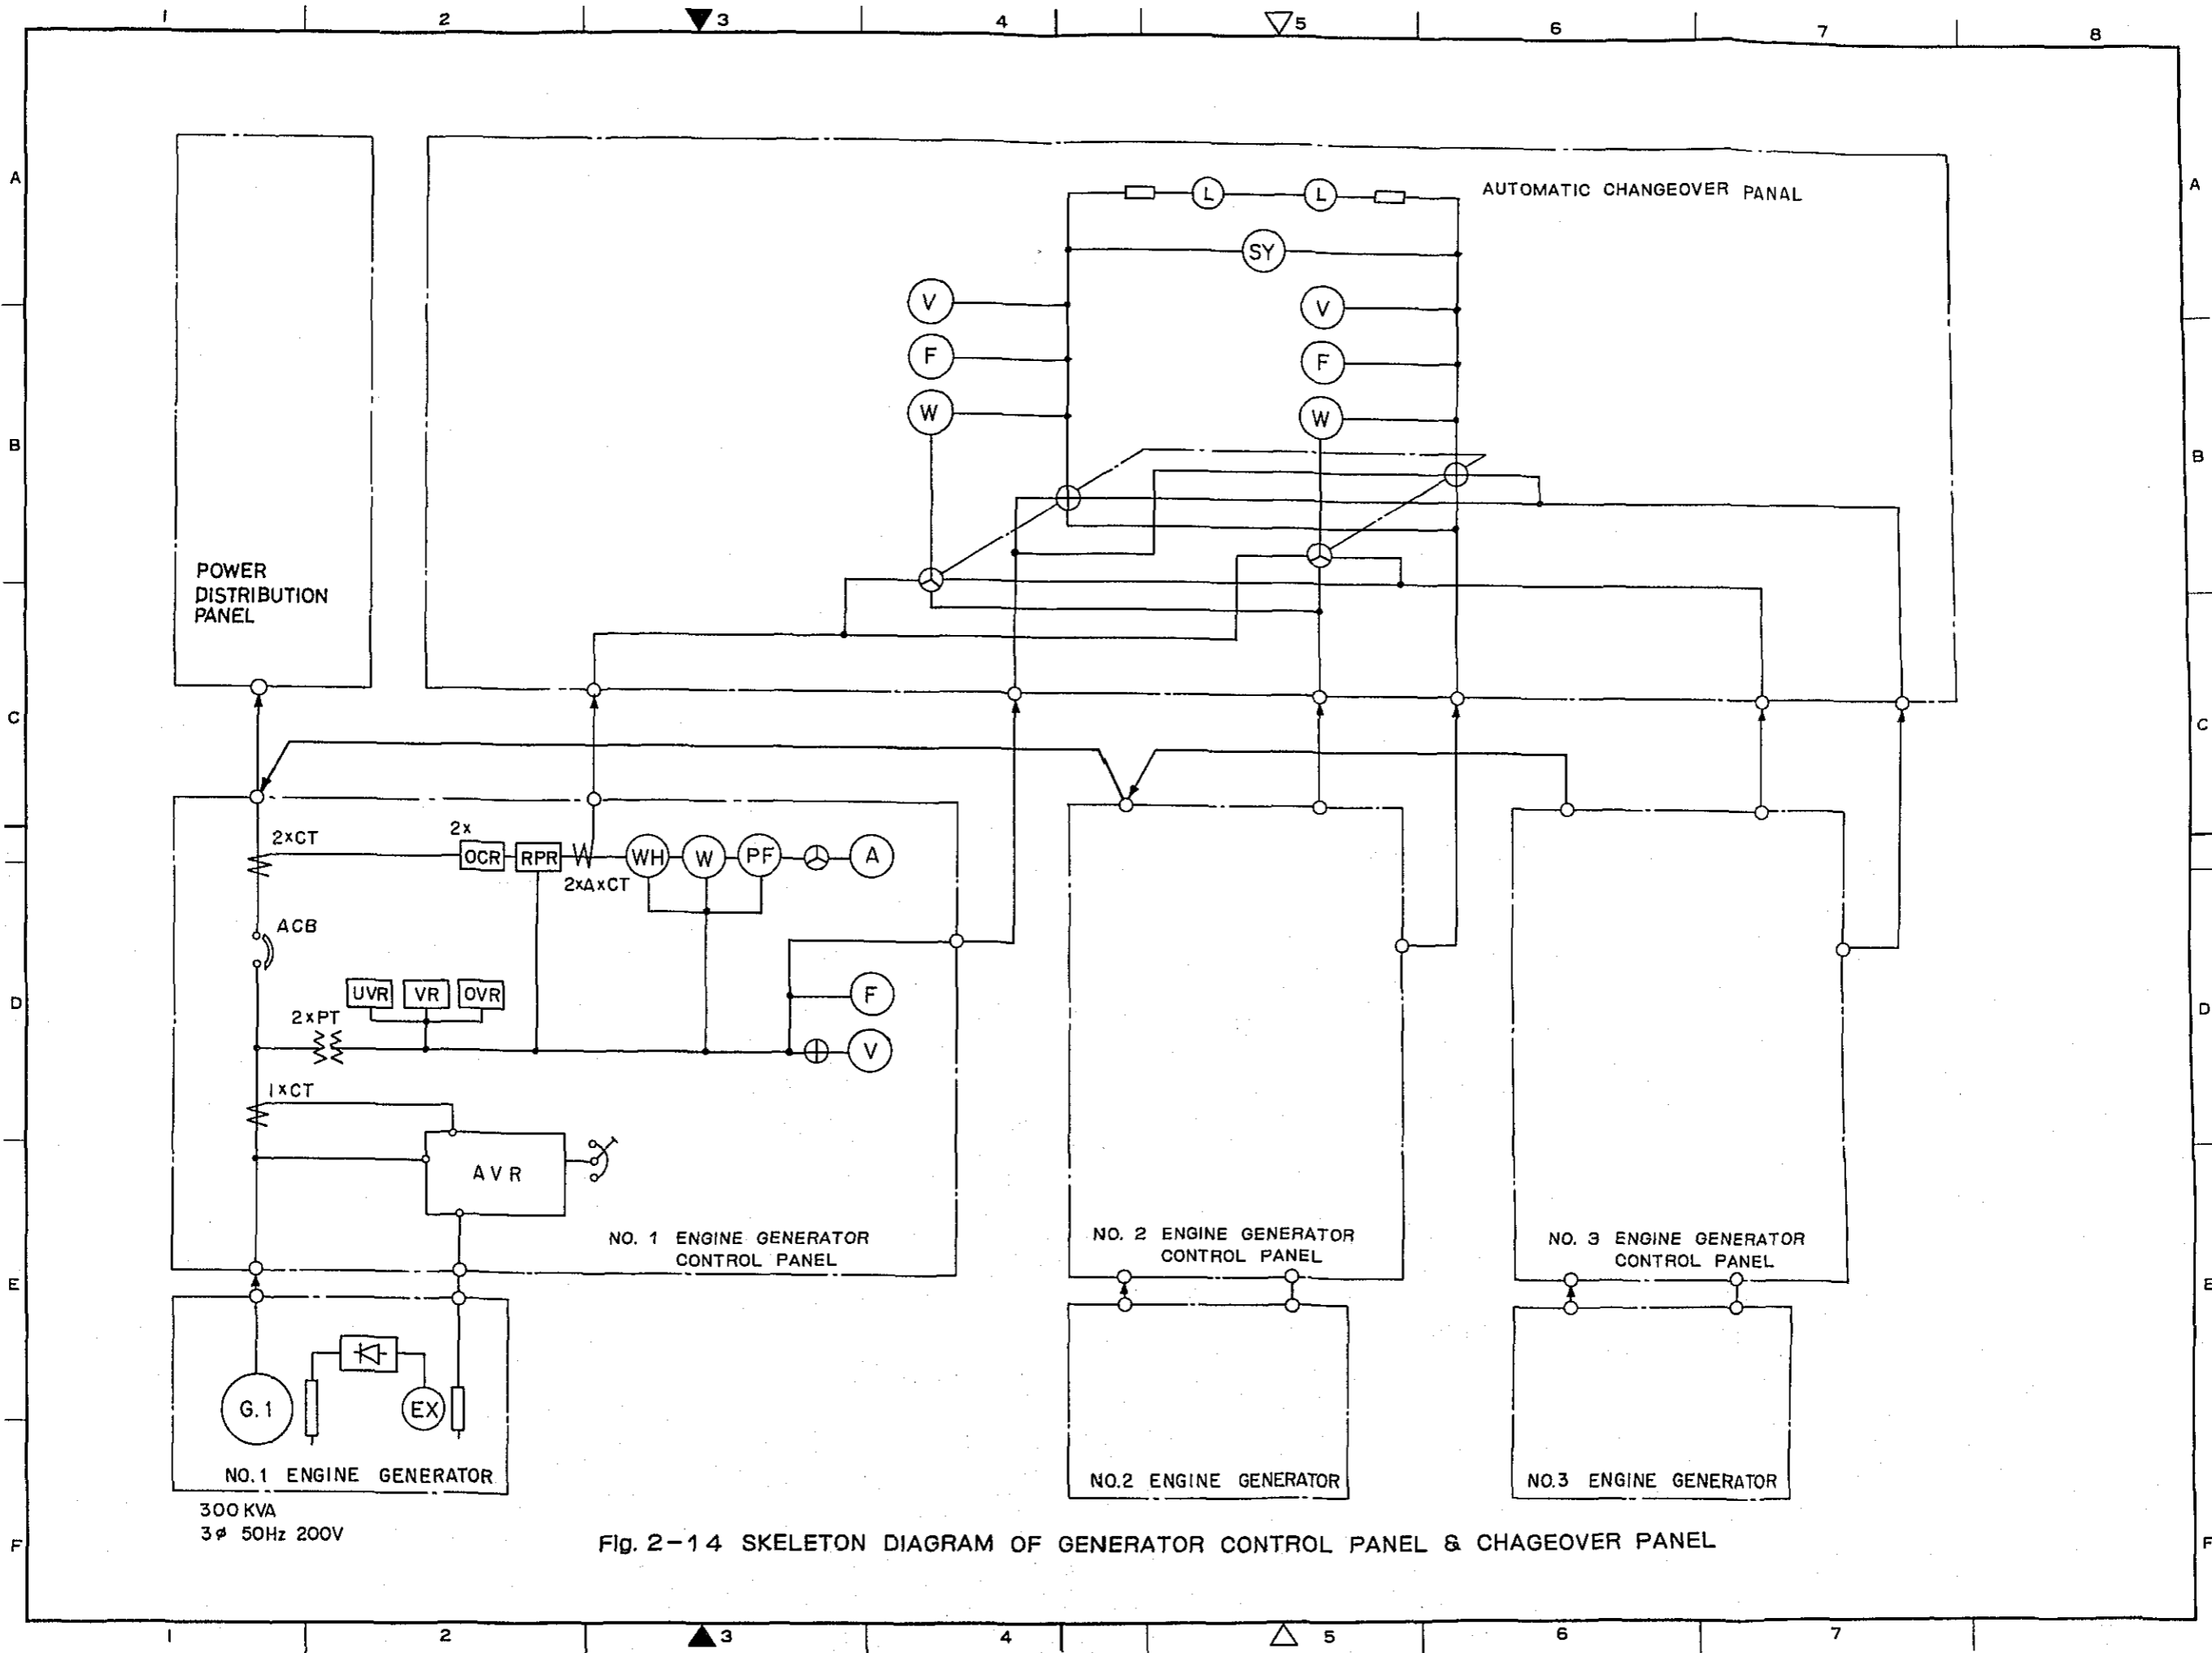 1 2 3 4 5 6 7 8
A A
AUTOMATIC CHANGEOVER PANAL
L L
SY
V V
F F
W W
B B
POWER
DISTRIBUTION
PANEL
C C
2×CT
2×
OCR RPR WH W PF A
2×A×CT
ACB
UVR VR OVR F
D D
2×PT V
1×CT
AVR
NO. 1 ENGINE GENERATOR
CONTROL PANEL
NO. 2 ENGINE GENERATOR
CONTROL PANEL
NO. 3 ENGINE GENERATOR
CONTROL PANEL
E E
G.1 EX
NO.1 ENGINE GENERATOR
NO.2 ENGINE GENERATOR
NO.3 ENGINE GENERATOR
300 KVA
3ø 50Hz 200V
Fig. 2-14 SKELETON DIAGRAM OF GENERATOR CONTROL PANEL & CHAGEOVER PANEL
F F
1 2 3 4 5 6 7